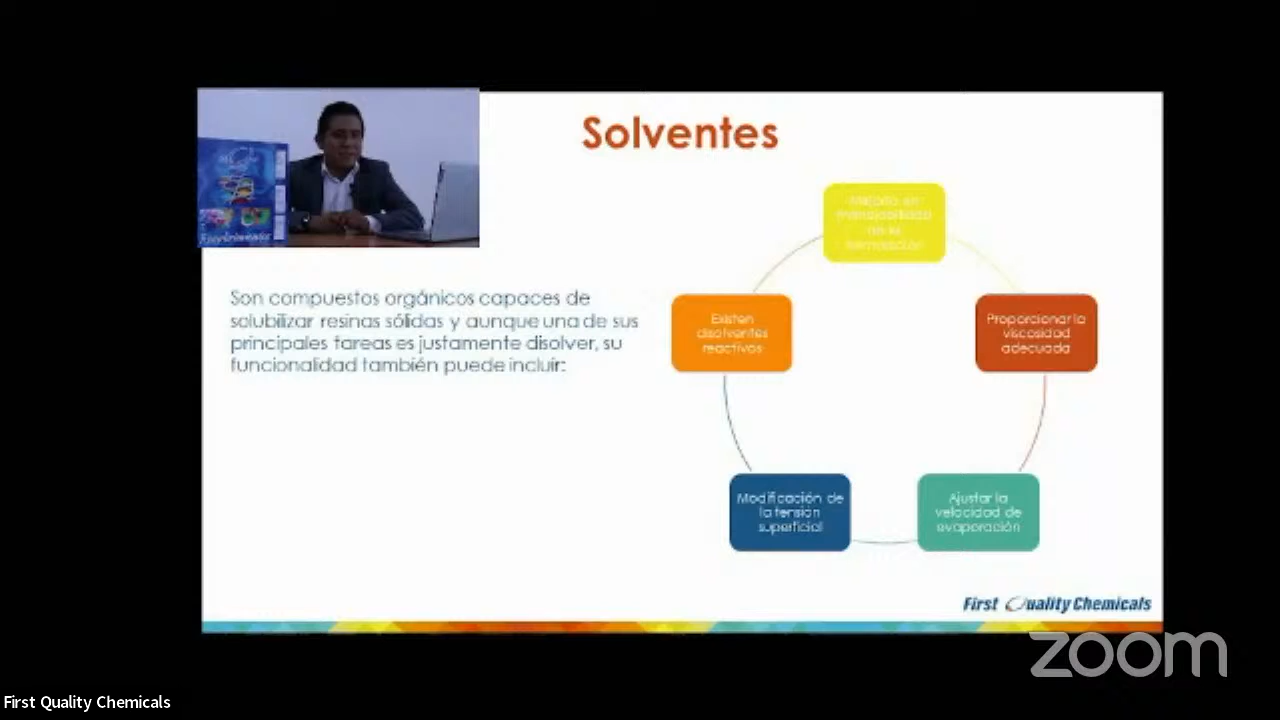 Solventes
Son compuestos orgánicos capaces de
solubilizar resinas sólidas y aunque una de sus
principales tareas es justamente disolver, su
funcionalidad también puede incluir:
Existen
disolventes
reactivos
Proporcionar la
viscosidad
adecuada
Modificación de
la tensión
superficial
Ajustar la
velocidad de
evaporación
First Quality Chemicals
zoom
First Quality Chemicals